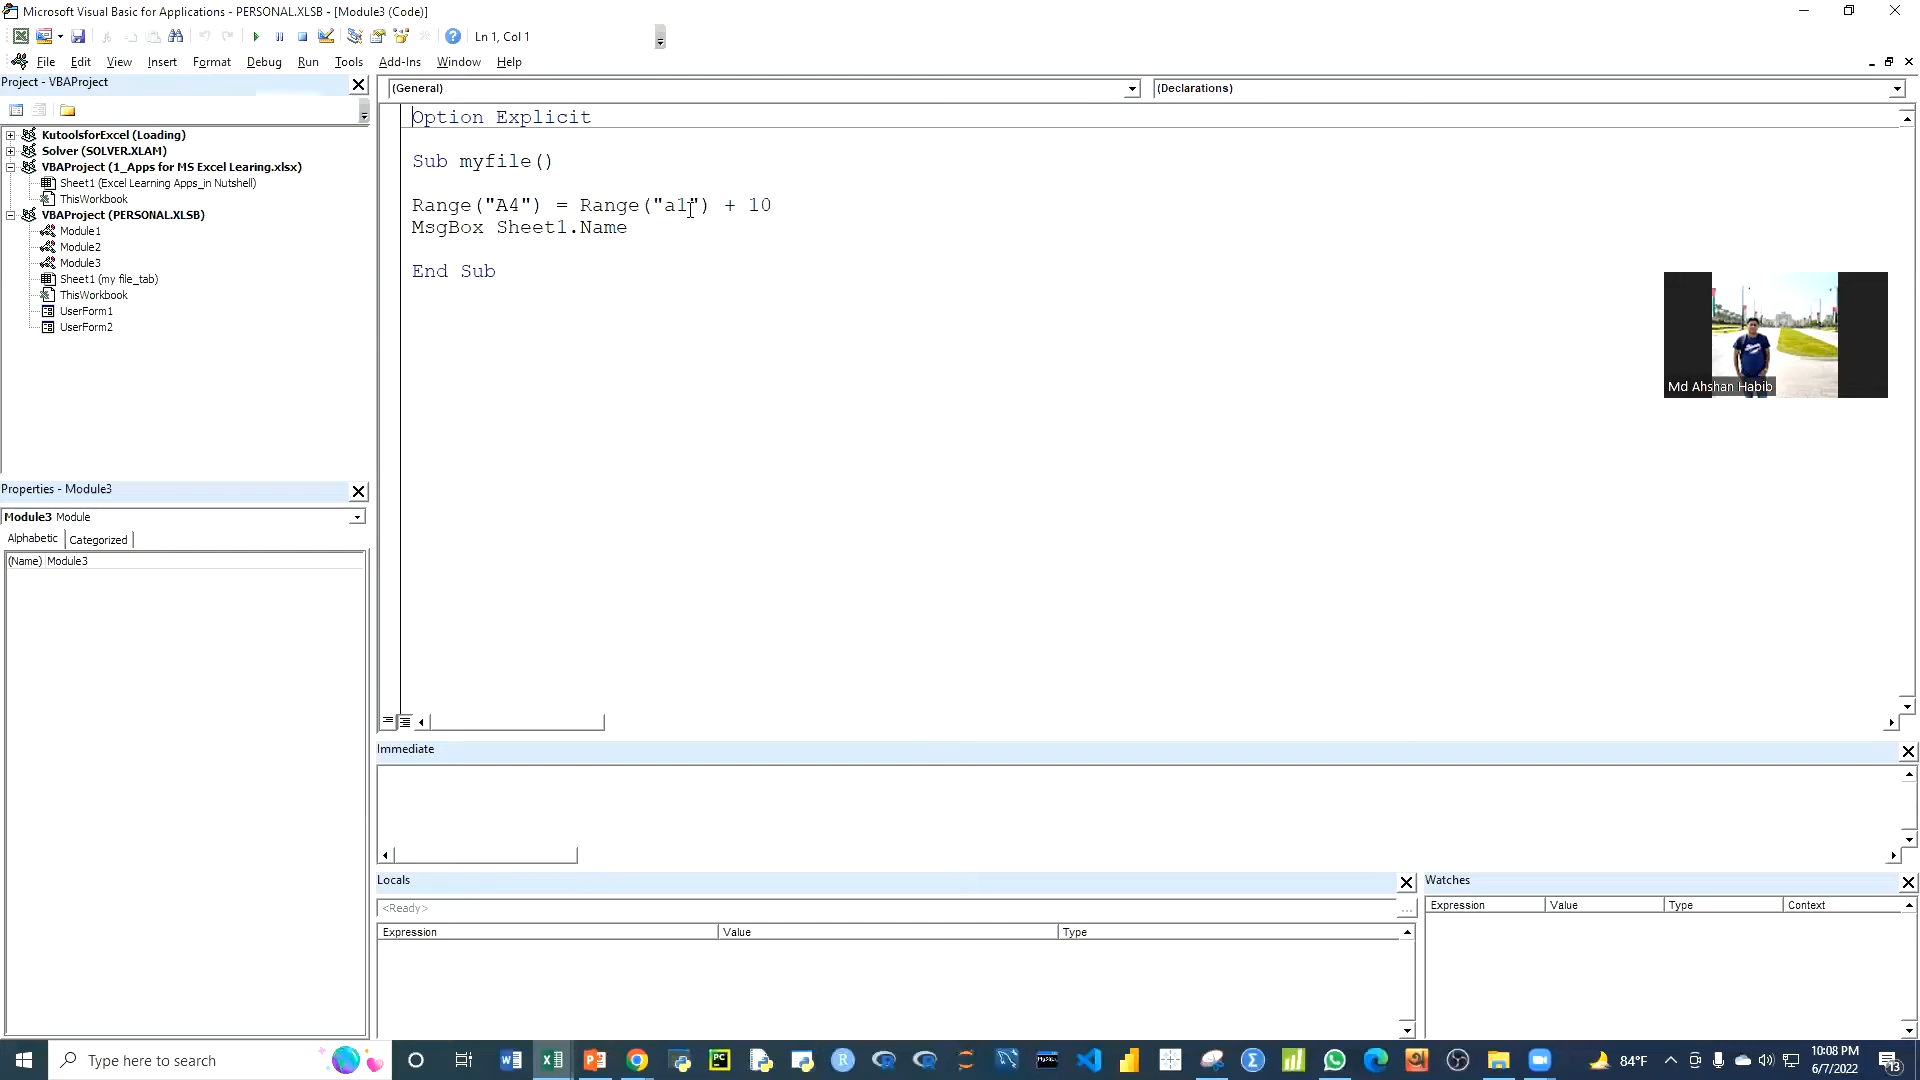 Microsoft Visual Basic for Applications - PERSONAL.XLSB - [Module3 (Code)]
Ln 1, Col 1
File Edit View Insert Format Debug Run Tools Add-Ins Window Help
Project - VBAProject
KutoolsforExcel (Loading)
Solver (SOLVER.XLAM)
VBAProject (1_Apps for MS Excel Learing.xlsx)
Sheet1 (Excel Learning Apps_in Nutshell)
ThisWorkbook
VBAProject (PERSONAL.XLSB)
Module1
Module2
Module3
Sheet1 (my file_tab)
ThisWorkbook
UserForm1
UserForm2
Properties - Module3
Module3 Module
Alphabetic Categorized
(Name) Module3
(General) (Declarations)
Option Explicit
Sub myfile()
Range("A4") = Range("a1") + 10
MsgBox Sheet1.Name
End Sub
Md Ahshan Habib
Immediate
Locals
<Ready>
Expression Value Type
Watches
Expression Value Type Context
Type here to search
84°F
10:08 PM
6/7/2022
13